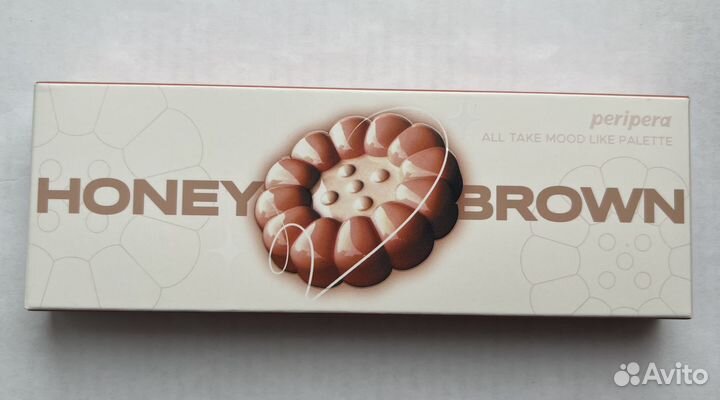 peripera
ALL TAKE MOOD LIKE PALETTE
HONEY BROWN
Avito